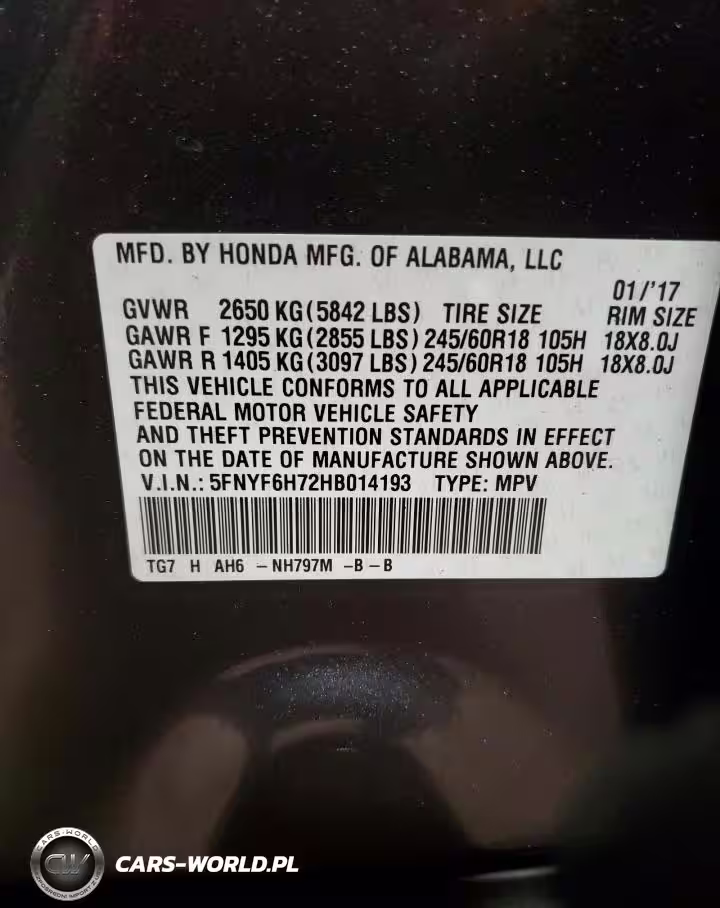 MFD. BY HONDA MFG. OF ALABAMA, LLC
01/'17
GVWR 2650 KG (5842 LBS) TIRE SIZE RIM SIZE
GAWR F 1295 KG (2855 LBS) 245/60R18 105H 18X8.0J
GAWR R 1405 KG (3097 LBS) 245/60R18 105H 18X8.0J
THIS VEHICLE CONFORMS TO ALL APPLICABLE
FEDERAL MOTOR VEHICLE SAFETY
AND THEFT PREVENTION STANDARDS IN EFFECT
ON THE DATE OF MANUFACTURE SHOWN ABOVE.
V.I.N.: 5FNYF6H72HB014193 TYPE: MPV
TG7 H AH6 -NH797M -B-B
CARS-WORLD
CW
CARS-WORLD.PL